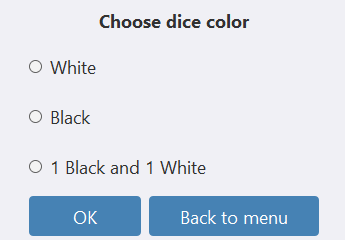 Choose dice color
White
Black
1 Black and 1 White
OK
Back to menu